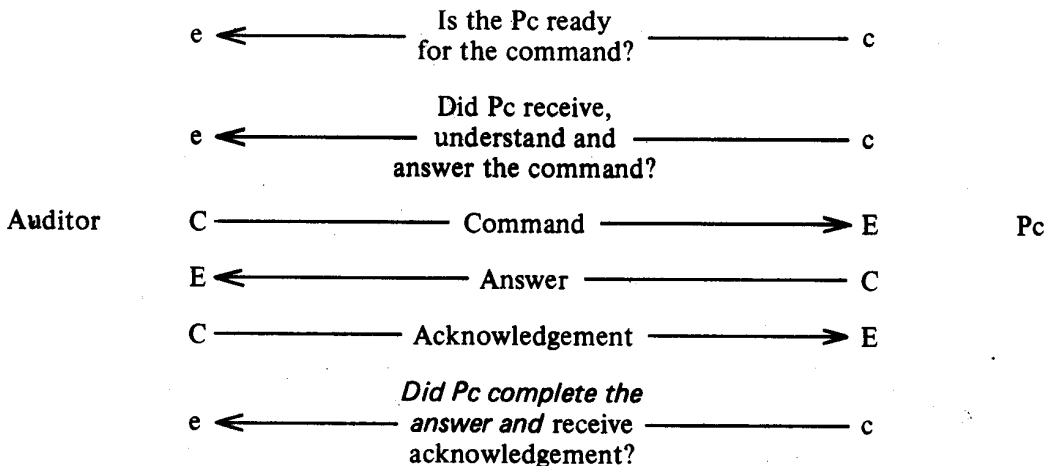 Is the Pc ready
e c
for the command?
Did Pc receive,
e understand and c
answer the command?
Auditor C Command E Pc
E Answer C
C Acknowledgement E
Did Pc complete the
e answer and receive c
acknowledgement?